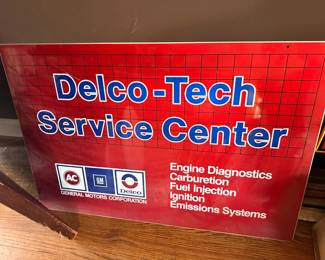 Delco-Tech
Service Center
Engine Diagnostics
Carburetion
Fuel Injection
Ignition
Emissions Systems
AC GM Delco
GENERAL MOTORS CORPORATION